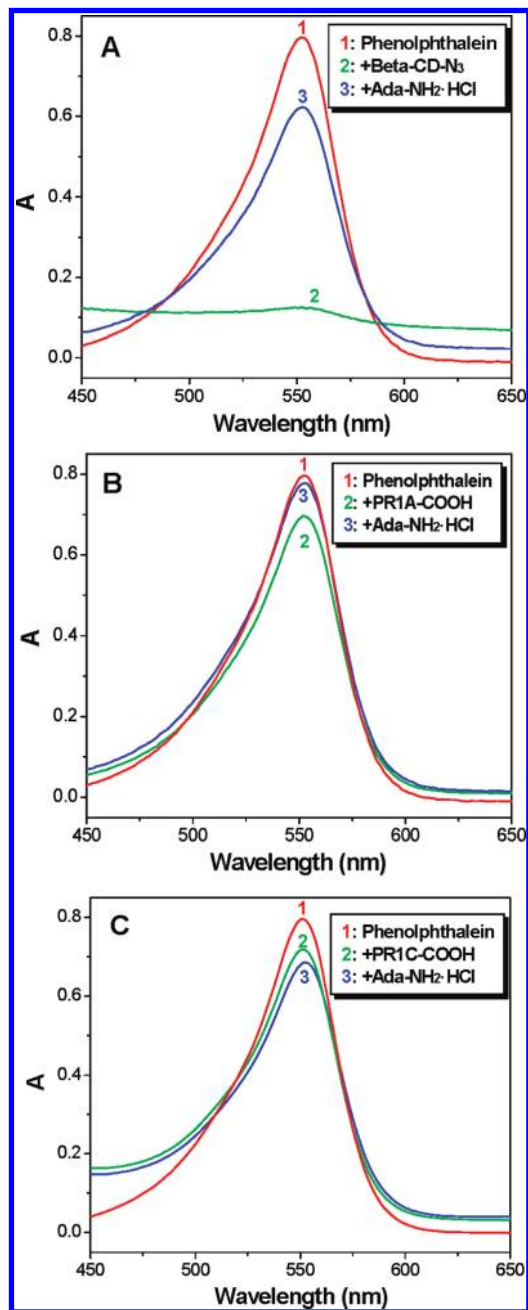 A
1
1: Phenolphthalein
2: +Beta-CD-N₃
3: +Ada-NH₂·HCl
3
2
0.8
0.6
0.4
0.2
0.0
A
450 500 550 600 650
Wavelength (nm)
B
1
1: Phenolphthalein
2: +PR1A-COOH
3: +Ada-NH₂·HCl
3
2
0.8
0.6
0.4
0.2
0.0
A
450 500 550 600 650
Wavelength (nm)
C
1
1: Phenolphthalein
2: +PR1C-COOH
3: +Ada-NH₂·HCl
2
3
0.8
0.6
0.4
0.2
0.0
A
450 500 550 600 650
Wavelength (nm)